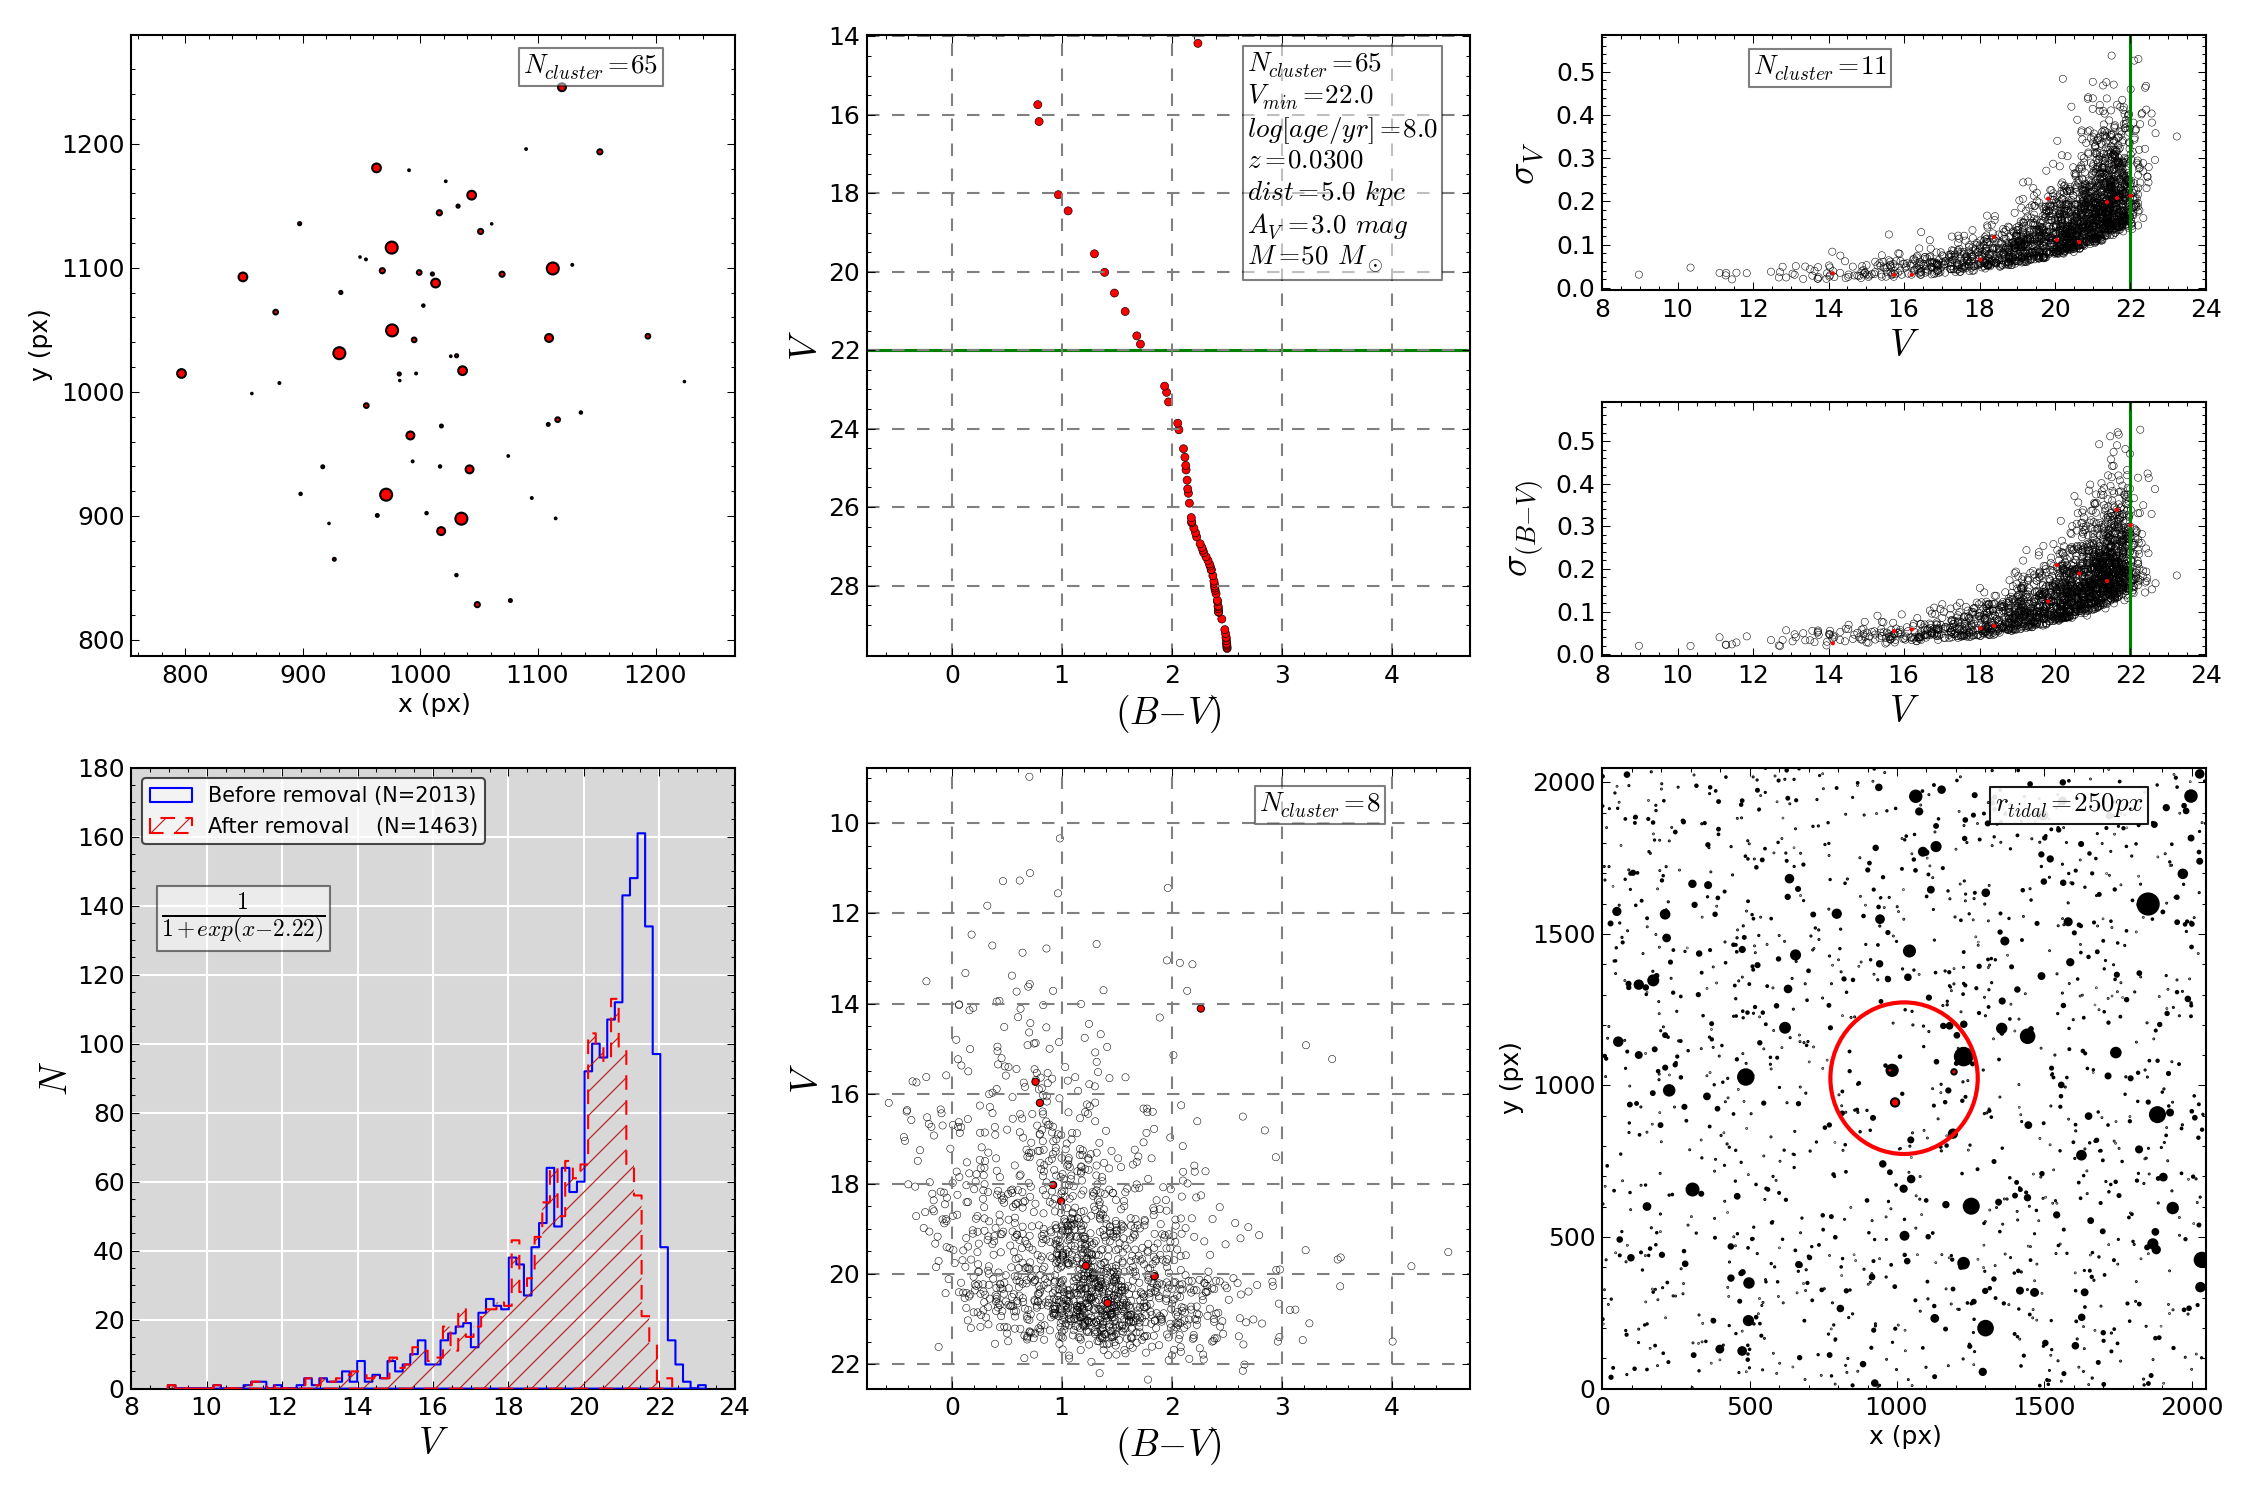 N_cluster=65
y (px)
1200
1100
1000
900
800
800 900 1000 1100 1200
x (px)
N_cluster=65
V_min=22.0
log[age/yr]=8.0
z=0.0300
dist=5.0 kpc
A_V=3.0 mag
M=50 M_⊙
V
14
16
18
20
22
24
26
28
0 1 2 3 4
(B−V)
N_cluster=11
σ_V
0.5
0.4
0.3
0.2
0.1
0.0
8 10 12 14 16 18 20 22 24
V
σ_(B−V)
0.5
0.4
0.3
0.2
0.1
0.0
8 10 12 14 16 18 20 22 24
V
Before removal (N=2013)
After removal (N=1463)
1
1+exp(x−2.22)
N
180
160
140
120
100
80
60
40
20
0
8 10 12 14 16 18 20 22 24
V
N_cluster=8
V
10
12
14
16
18
20
22
0 1 2 3 4
(B−V)
r_tidal=250px
y (px)
2000
1500
1000
500
0
0 500 1000 1500 2000
x (px)